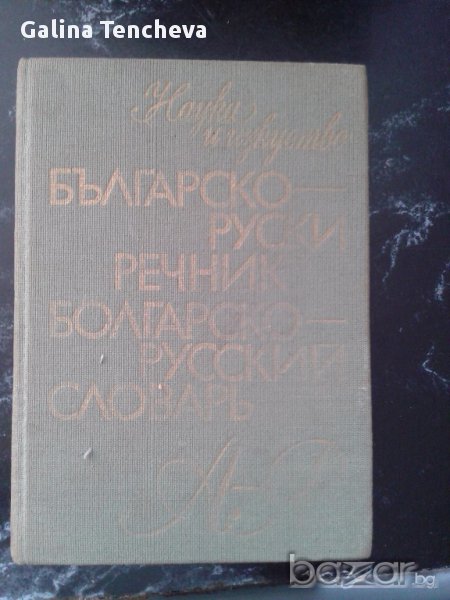 Galina Tencheva
Наука
и изкуство
БЪЛГАРСКО–
РУСКИ
РЕЧНИК
БОЛГАРСКО–
РУССКИЙ
СЛОВАРЬ
bazar.bg